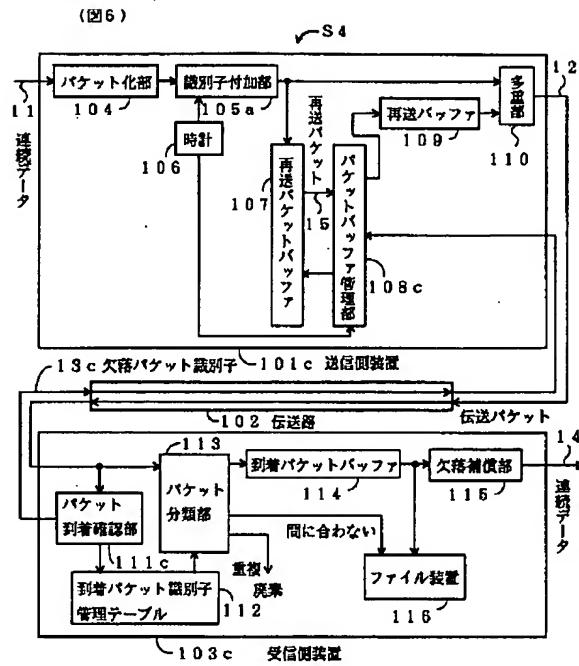 (図6)
S4
11
連続データ
パケット化部
104
識別子付加部
105a
時計
106
107
再送パケットバッファ
再送パケット
15
パケットバッファ管理部
108c
再送バッファ
109
多重部
110
12
101c 送信側装置
13c 欠落パケット識別子
102 伝送路
伝送パケット
113
パケット
分類部
到着パケットバッファ
114
欠落補償部
115
14
連続データ
パケット
到着確認部
111c
間に合わない
重複
廃棄
到着パケット識別子
管理テーブル
112
ファイル装置
116
103c 受信側装置